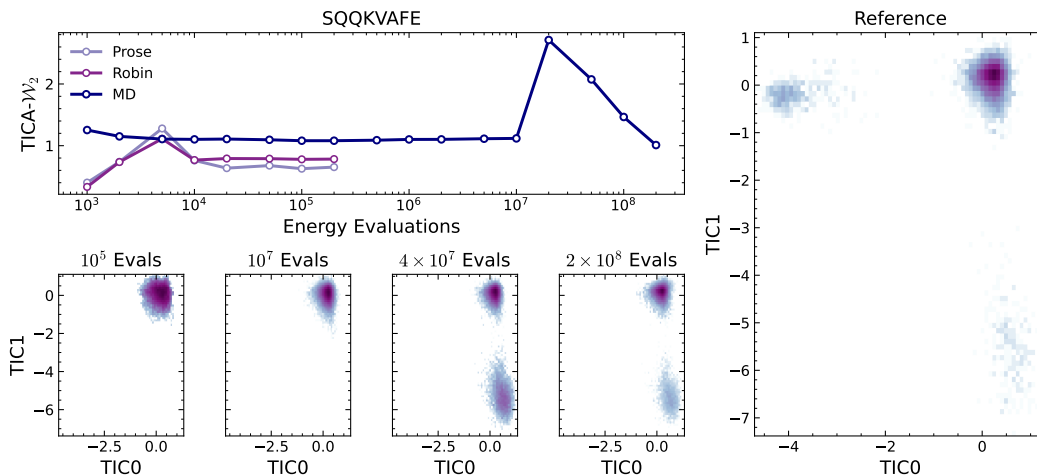 SQQKVAFE
TICA-𝒲₂
2
1
Prose
Robin
MD
10³ 10⁴ 10⁵ 10⁶ 10⁷ 10⁸
Energy Evaluations
10⁵ Evals
10⁷ Evals
4 × 10⁷ Evals
2 × 10⁸ Evals
TIC1
0
−2
−4
−6
−2.5 0.0
−2.5 0.0
−2.5 0.0
−2.5 0.0
TIC0
TIC0
TIC0
TIC0
Reference
TIC1
1
0
−1
−2
−3
−4
−5
−6
−7
−4 −2 0
TIC0